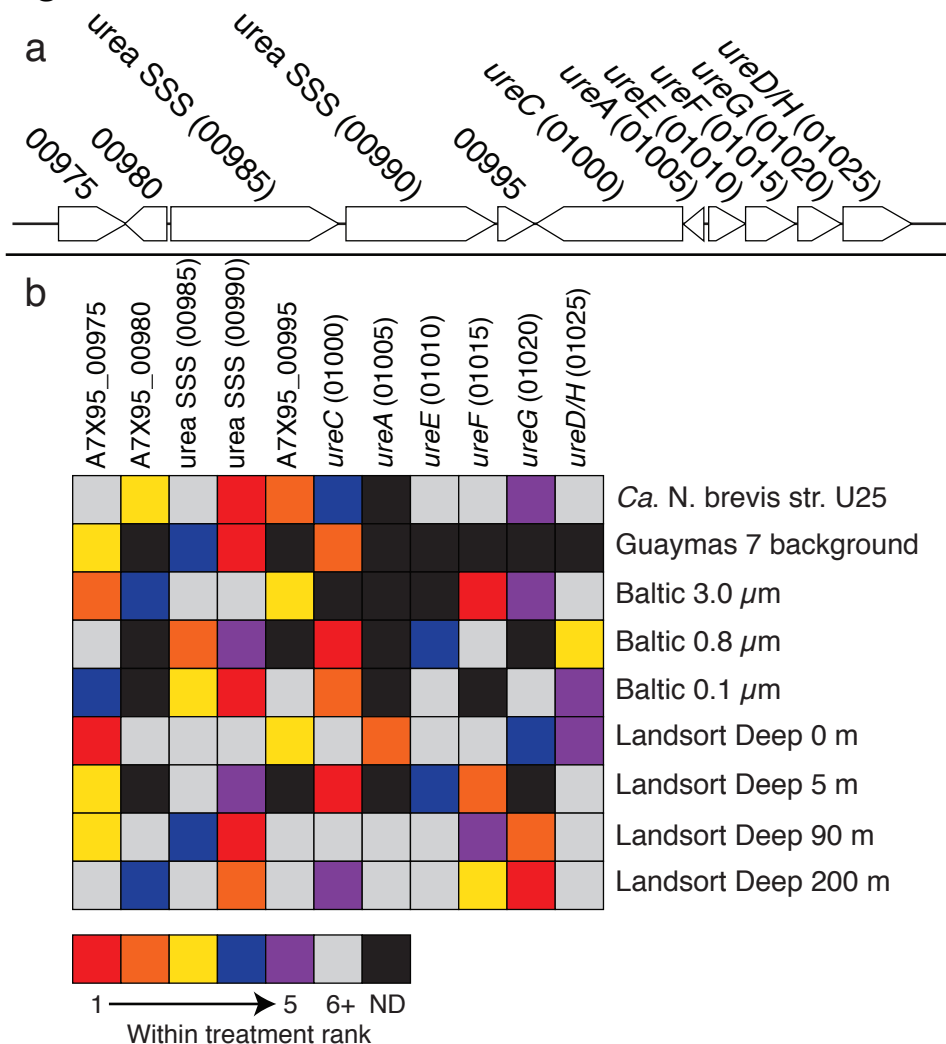 a
00975
00980
urea SSS (00985)
urea SSS (00990)
00995
ureC (01000)
ureA (01005)
ureE (01010)
ureF (01015)
ureG (01020)
ureD/H (01025)
b
A7X95_00975
A7X95_00980
urea SSS (00985)
urea SSS (00990)
A7X95_00995
ureC (01000)
ureA (01005)
ureE (01010)
ureF (01015)
ureG (01020)
ureD/H (01025)
Ca. N. brevis str. U25
Guaymas 7 background
Baltic 3.0 µm
Baltic 0.8 µm
Baltic 0.1 µm
Landsort Deep 0 m
Landsort Deep 5 m
Landsort Deep 90 m
Landsort Deep 200 m
1 5 6+ ND
Within treatment rank